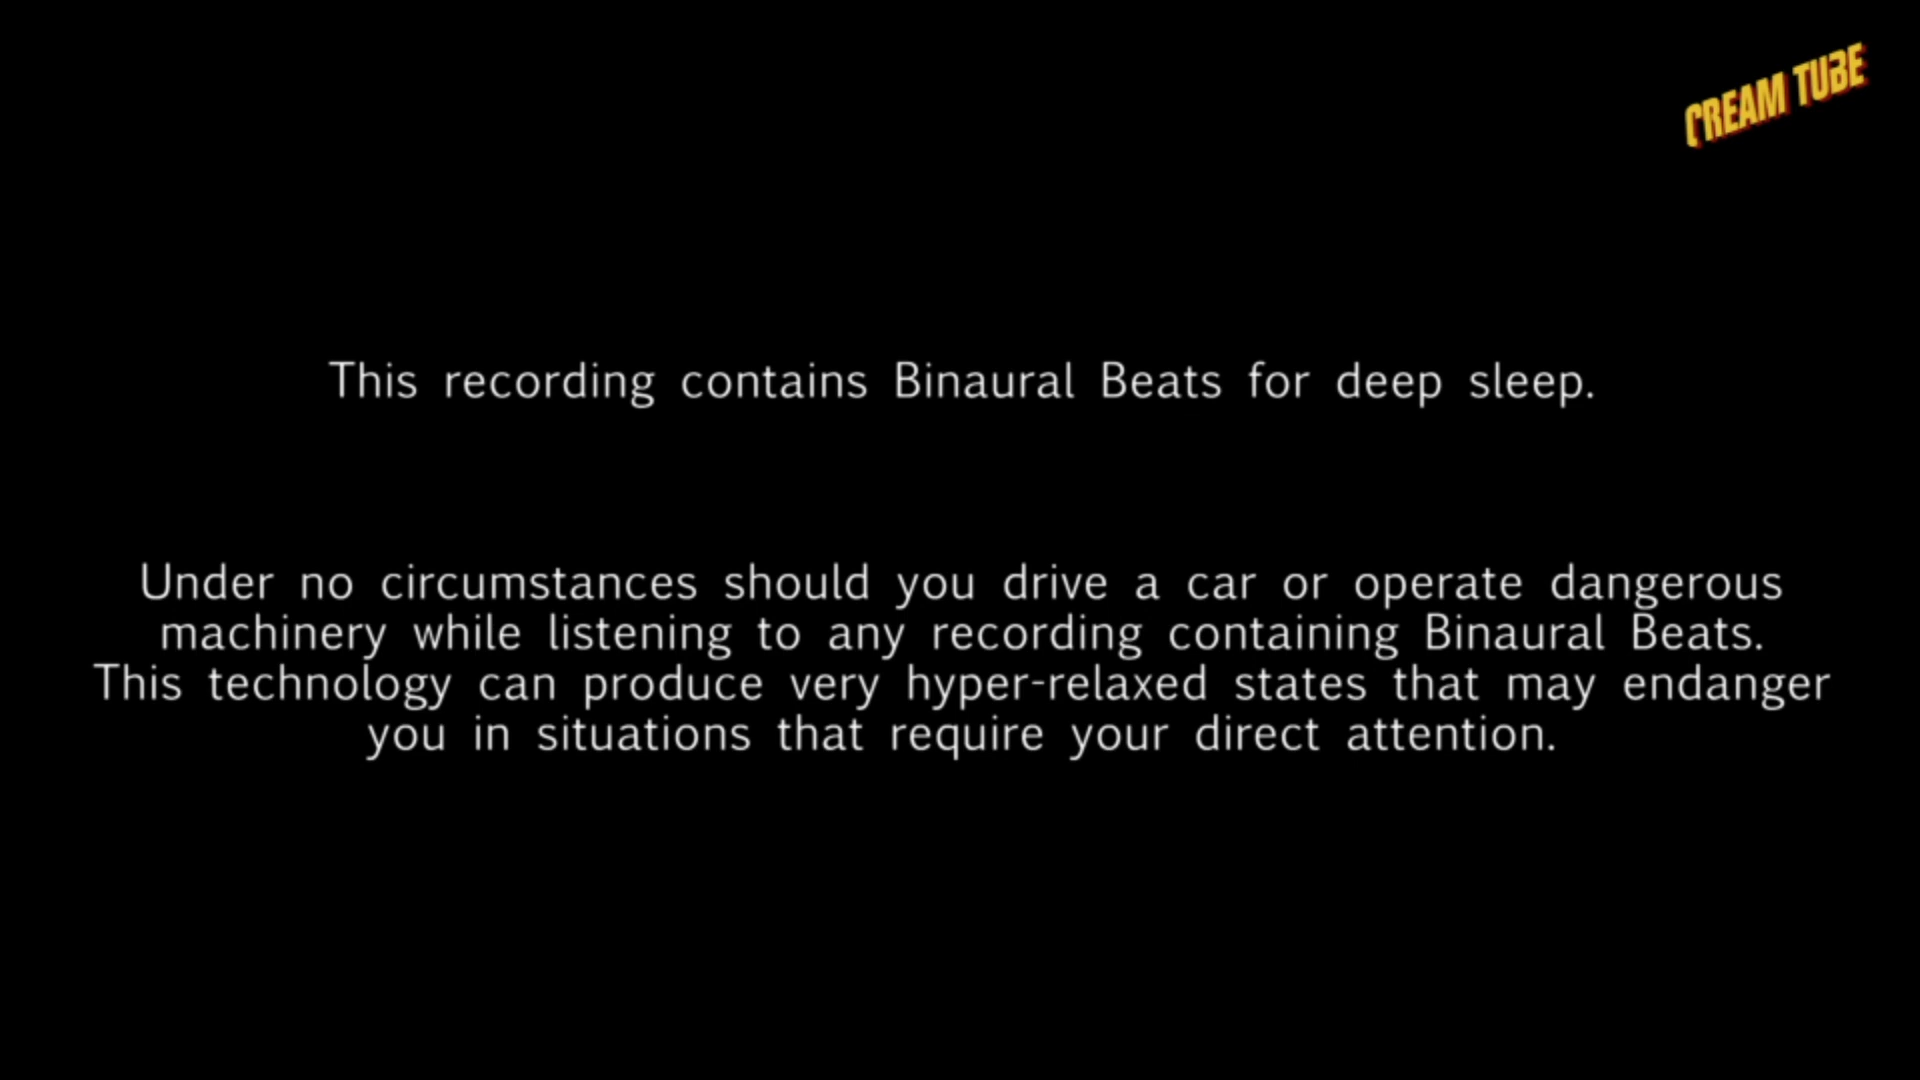 CREAM TUBE
This recording contains Binaural Beats for deep sleep.
Under no circumstances should you drive a car or operate dangerous
machinery while listening to any recording containing Binaural Beats.
This technology can produce very hyper-relaxed states that may endanger
you in situations that require your direct attention.